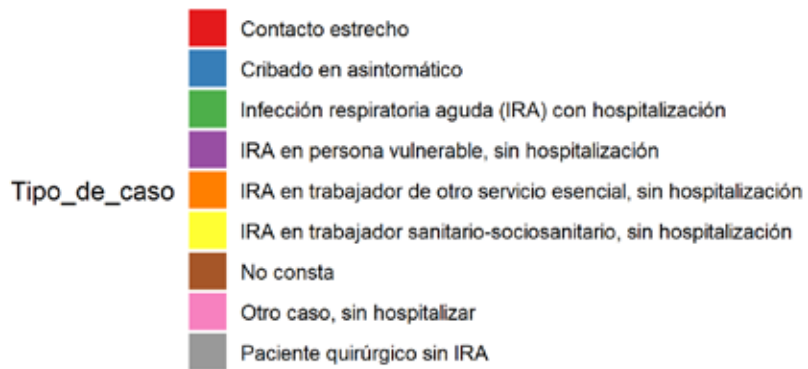 Contacto estrecho
Cribado en asintomático
Infección respiratoria aguda (IRA) con hospitalización
IRA en persona vulnerable, sin hospitalización
Tipo_de_caso
IRA en trabajador de otro servicio esencial, sin hospitalización
IRA en trabajador sanitario-sociosanitario, sin hospitalización
No consta
Otro caso, sin hospitalizar
Paciente quirúrgico sin IRA